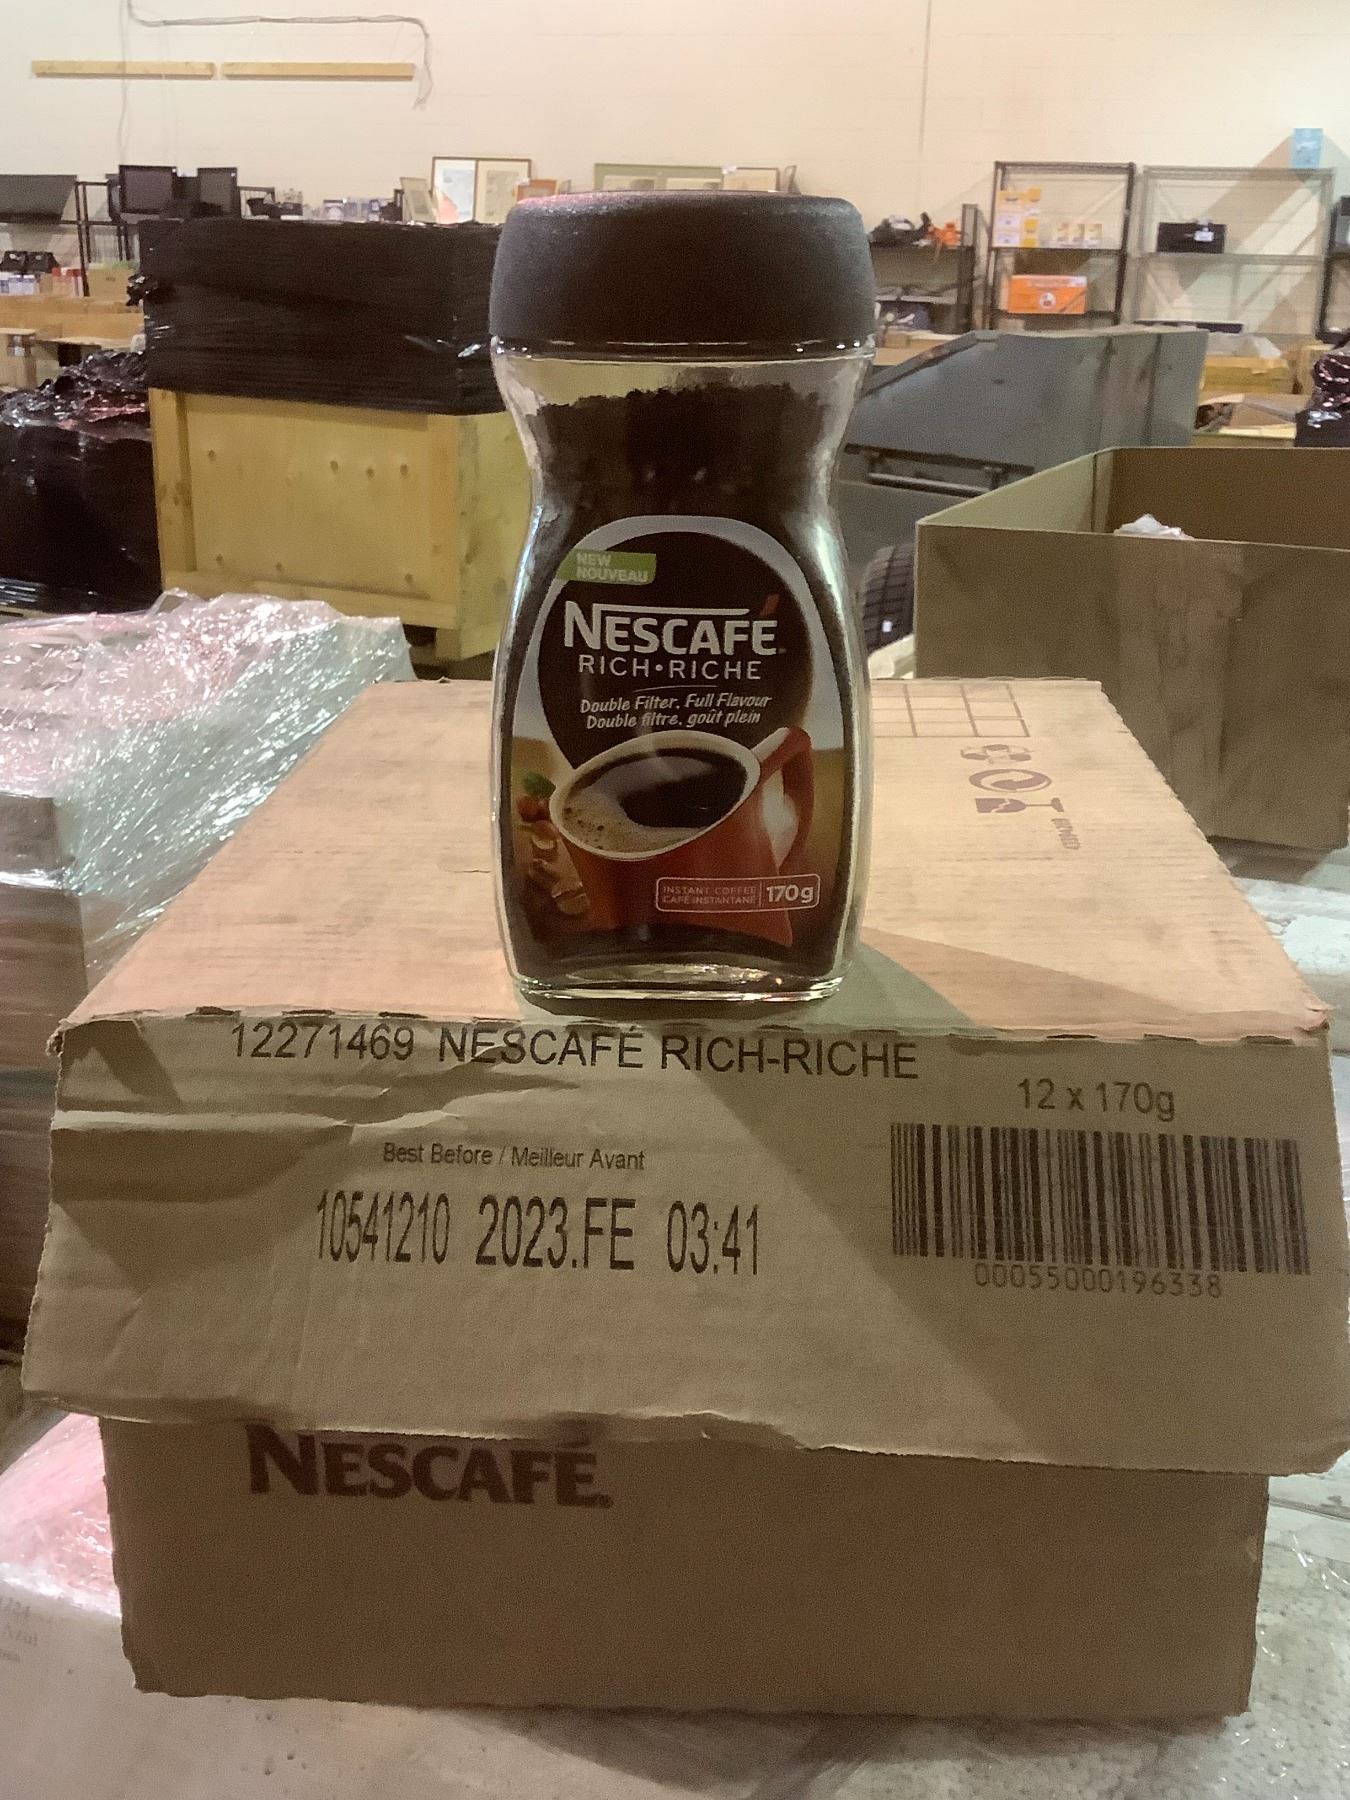 NEW
NOUVEAU
NESCAFÉ
RICH•RICHE
Double Filter, Full Flavour
Double filtre, goût plein
INSTANT COFFEE
CAFÉ INSTANTANÉ
170g
12271469 NESCAFÉ RICH-RICHE
12 x 170g
Best Before / Meilleur Avant
10541210 2023.FE 03:41
00055000196338
NESCAFÉ